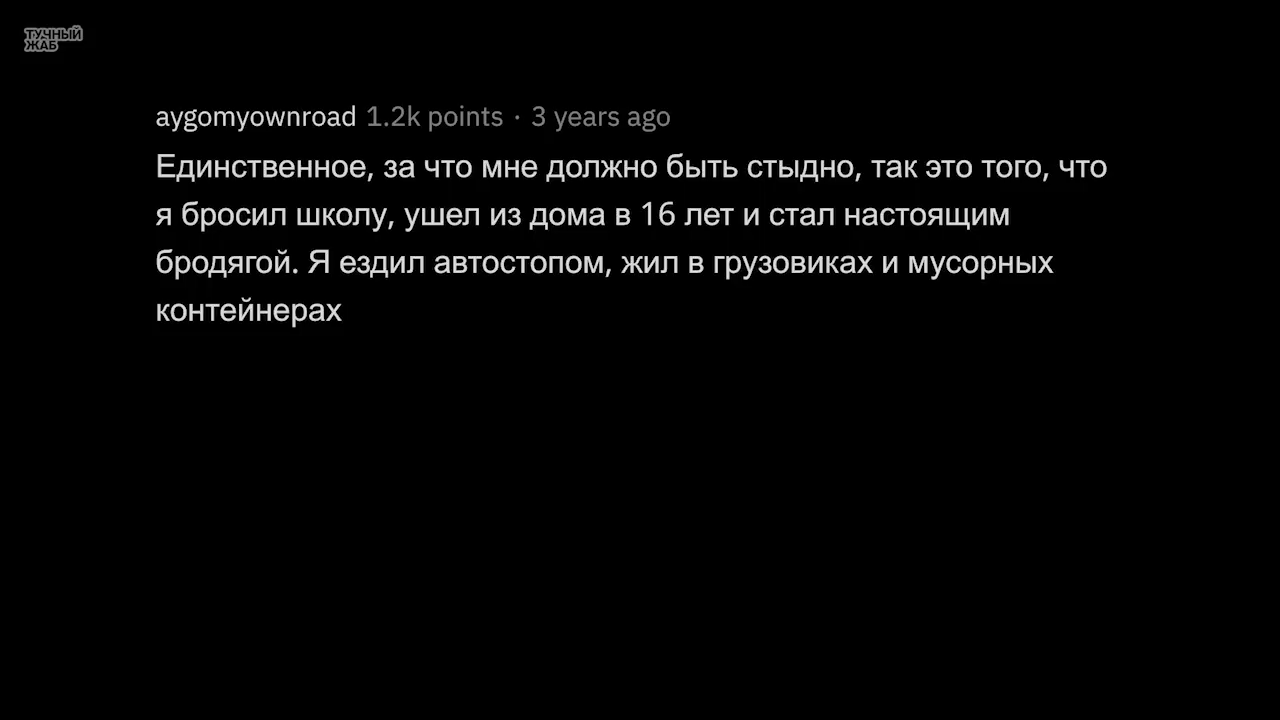 ТУЧНЫЙ
ЖАБ
aygomyownroad 1.2k points · 3 years ago
Единственное, за что мне должно быть стыдно, так это того, что
я бросил школу, ушел из дома в 16 лет и стал настоящим
бродягой. Я ездил автостопом, жил в грузовиках и мусорных
контейнерах